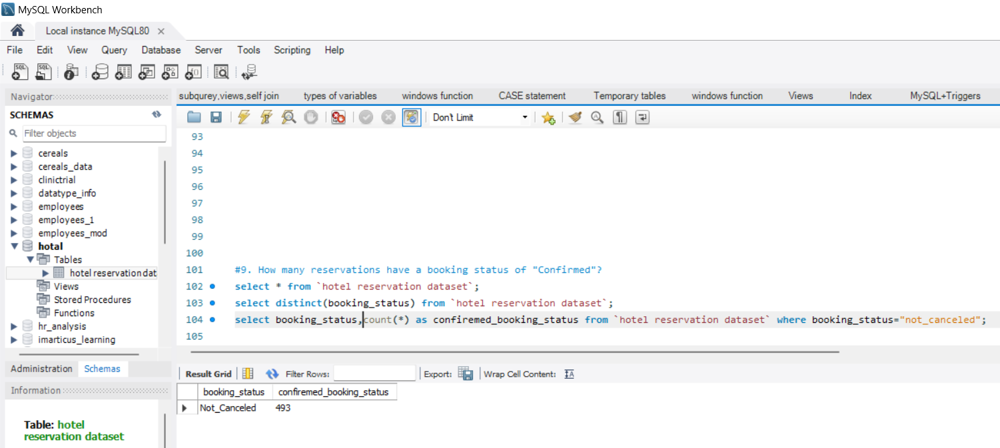 MySQL Workbench
Local instance MySQL80
File Edit View Query Database Server Tools Scripting Help
Navigator
SCHEMAS
Filter objects
cereals
cereals_data
clinictrial
datatype_info
employees
employees_1
employees_mod
hotal
Tables
hotel reservation dat
Views
Stored Procedures
Functions
hr_analysis
imarticus_learning
Administration Schemas
Information
Table: hotel
reservation dataset
subqurey,views,self join types of variables windows function CASE statement Temporary tables windows function Views Index MySQL+Triggers
Don't Limit
93
94
95
96
97
98
99
100
101 #9. How many reservations have a booking status of "Confirmed"?
102 select * from `hotel reservation dataset`;
103 select distinct(booking_status) from `hotel reservation dataset`;
104 select booking_status,count(*) as confiremed_booking_status from `hotel reservation dataset` where booking_status="not_canceled";
105
Result Grid Filter Rows: Export: Wrap Cell Content:
booking_status confiremed_booking_status
Not_Canceled 493